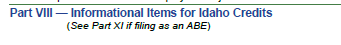 Part VIII — Informational Items for Idaho Credits
(See Part XI if filing as an ABE)